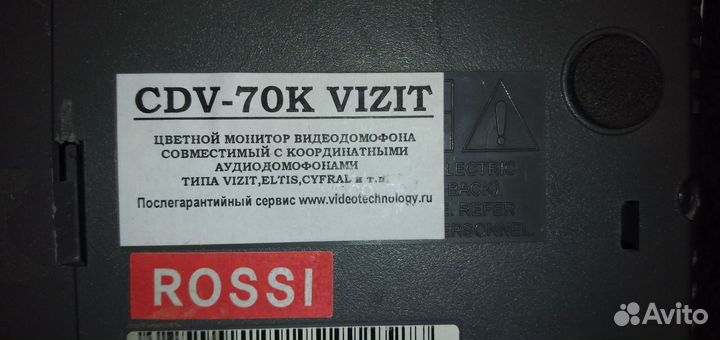 CDV-70K VIZIT
ЦВЕТНОЙ МОНИТОР ВИДЕОДОМОФОНА
СОВМЕСТИМЫЙ С КООРДИНАТНЫМИ
АУДИОДОМОФОНАМИ
ТИПА VIZIT,ELTIS,CYFRAL и т.п.
Послегарантийный сервис www.videotechnology.ru
ELECTRIC
BACK)
REFER
PERSONNEL
ROSSI
Avito